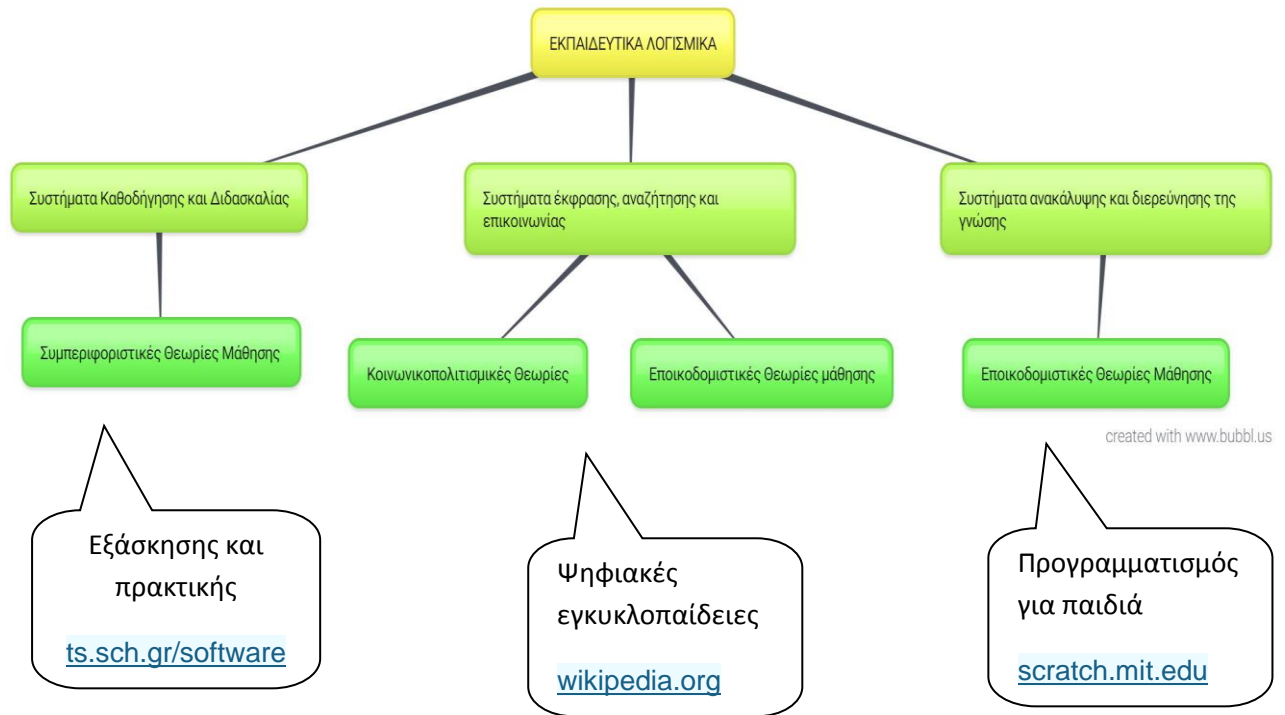 ΕΚΠΑΙΔΕΥΤΙΚΑ ΛΟΓΙΣΜΙΚΑ
Συστήματα Καθοδήγησης και Διδασκαλίας
Συστήματα έκφρασης, αναζήτησης και
επικοινωνίας
Συστήματα ανακάλυψης και διερεύνησης της
γνώσης
Συμπεριφοριστικές Θεωρίες Μάθησης
Κοινωνικοπολιτισμικές Θεωρίες
Εποικοδομιστικές Θεωρίες μάθησης
Εποικοδομιστικές Θεωρίες Μάθησης
created with www.bubbl.us
Εξάσκησης και
πρακτικής
ts.sch.gr/software
Ψηφιακές
εγκυκλοπαίδειες
wikipedia.org
Προγραμματισμός
για παιδιά
scratch.mit.edu